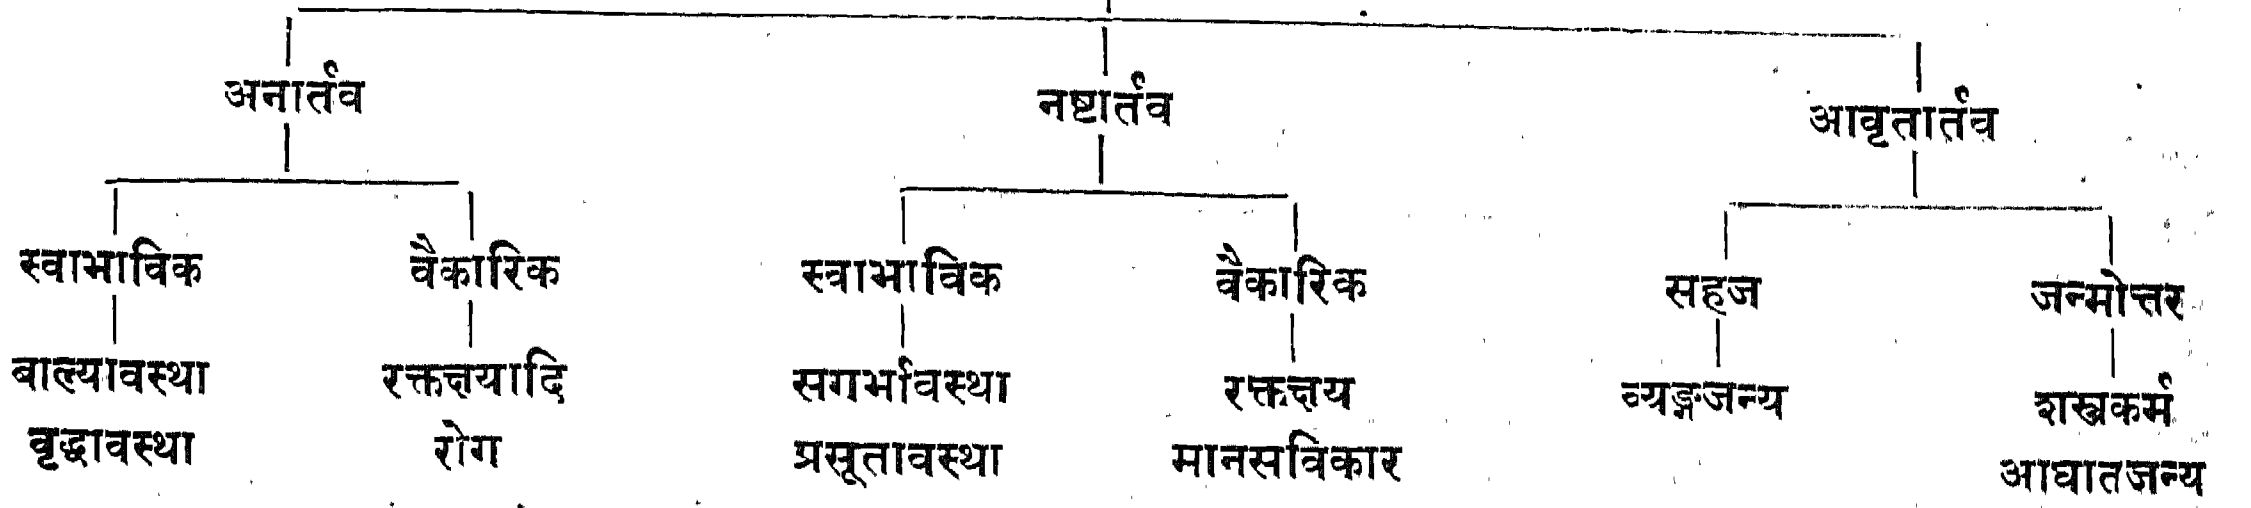 अनार्तव नष्टार्तव आवृतार्तव
स्वाभाविक वैकारिक स्वाभाविक वैकारिक सहज जन्मोत्तर
बाल्यावस्था रक्तक्षयादि सगर्भावस्था रक्तक्षय व्यङ्गजन्य शस्त्रकर्म
वृद्धावस्था रोग प्रसूतावस्था मानसविकार आघातजन्य